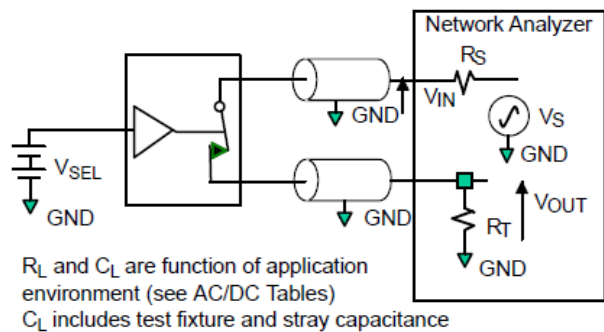 Network Analyzer
RS
VIN
GND
VS
GND
VSEL
GND
GND
RT
VOUT
GND
RL and CL are function of application
environment (see AC/DC Tables)
CL includes test fixture and stray capacitance